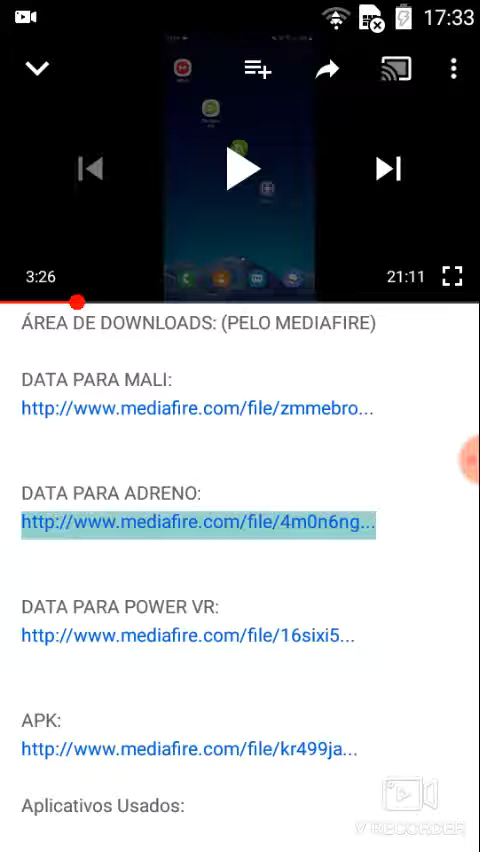 17:33
3:26
21:11
ÁREA DE DOWNLOADS: (PELO MEDIAFIRE)
DATA PARA MALI:
http://www.mediafire.com/file/zmmebro...
DATA PARA ADRENO:
http://www.mediafire.com/file/4m0n6ng...
DATA PARA POWER VR:
http://www.mediafire.com/file/16sixi5...
APK:
http://www.mediafire.com/file/kr499ja...
Aplicativos Usados:
V RECORDER